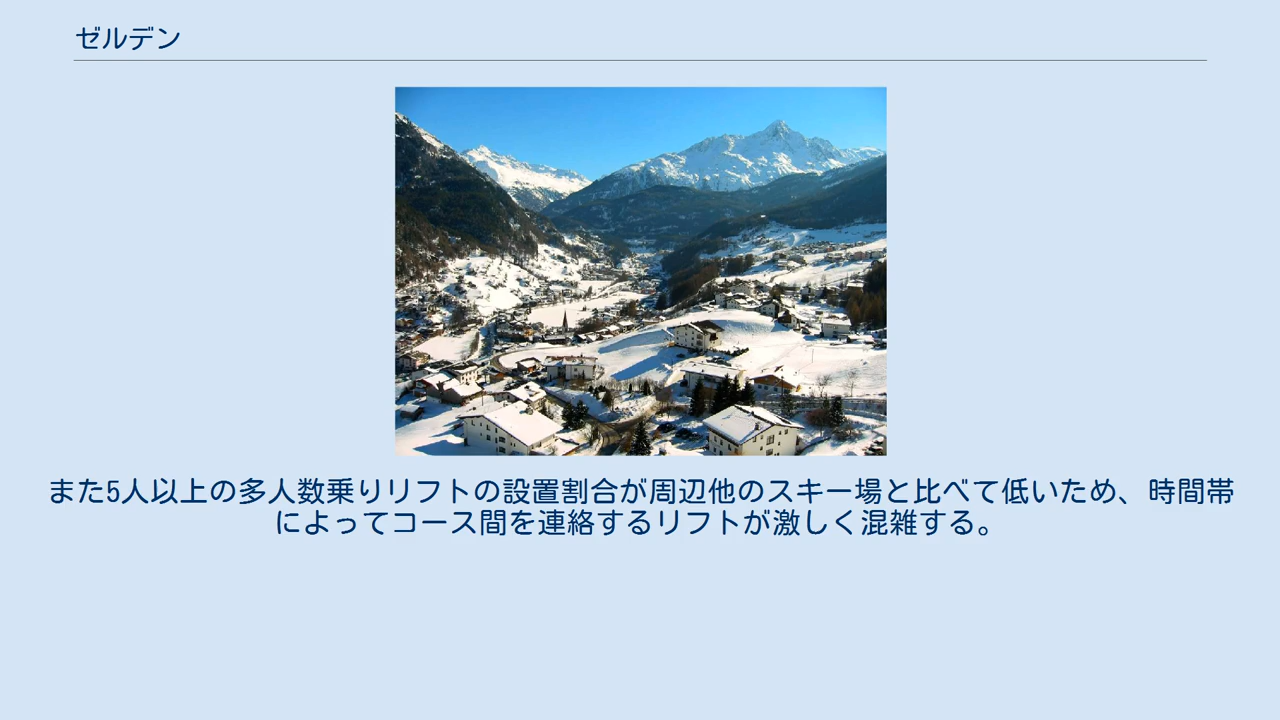 ゼルデン
また5人以上の多人数乗りリフトの設置割合が周辺他のスキー場と比べて低いため、時間帯
によってコース間を連絡するリフトが激しく混雑する。